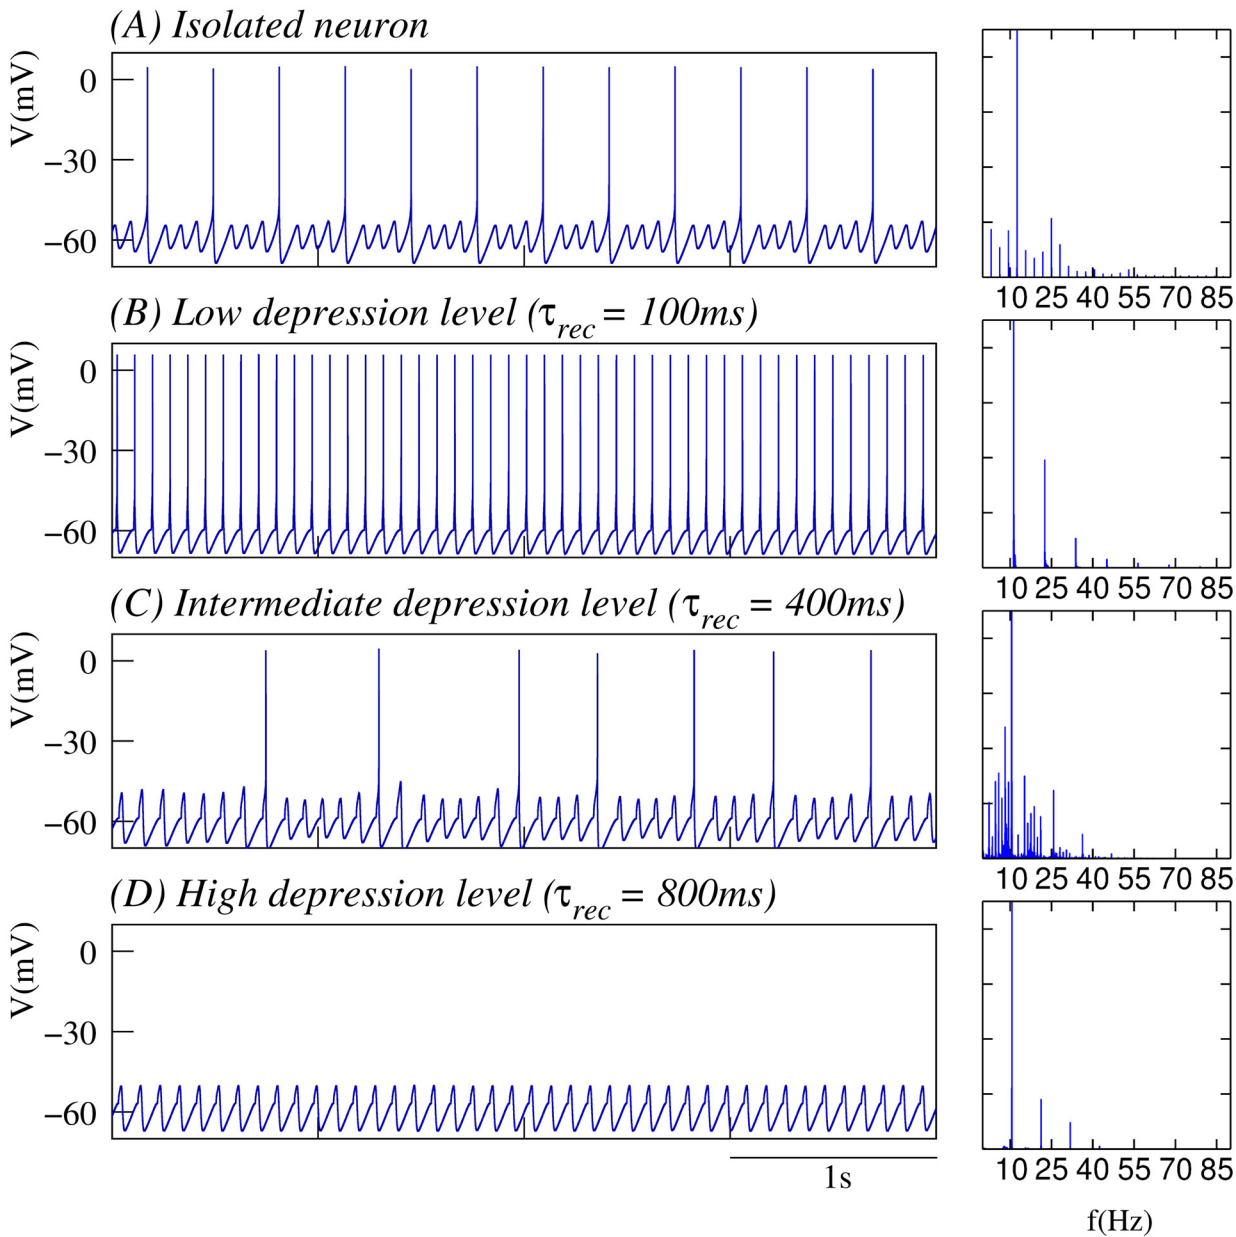 (A) Isolated neuron
V(mV)
0
−30
−60
10 25 40 55 70 85
(B) Low depression level (τrec = 100ms)
V(mV)
0
−30
−60
10 25 40 55 70 85
(C) Intermediate depression level (τrec = 400ms)
V(mV)
0
−30
−60
10 25 40 55 70 85
(D) High depression level (τrec = 800ms)
V(mV)
0
−30
−60
10 25 40 55 70 85
1s
f(Hz)